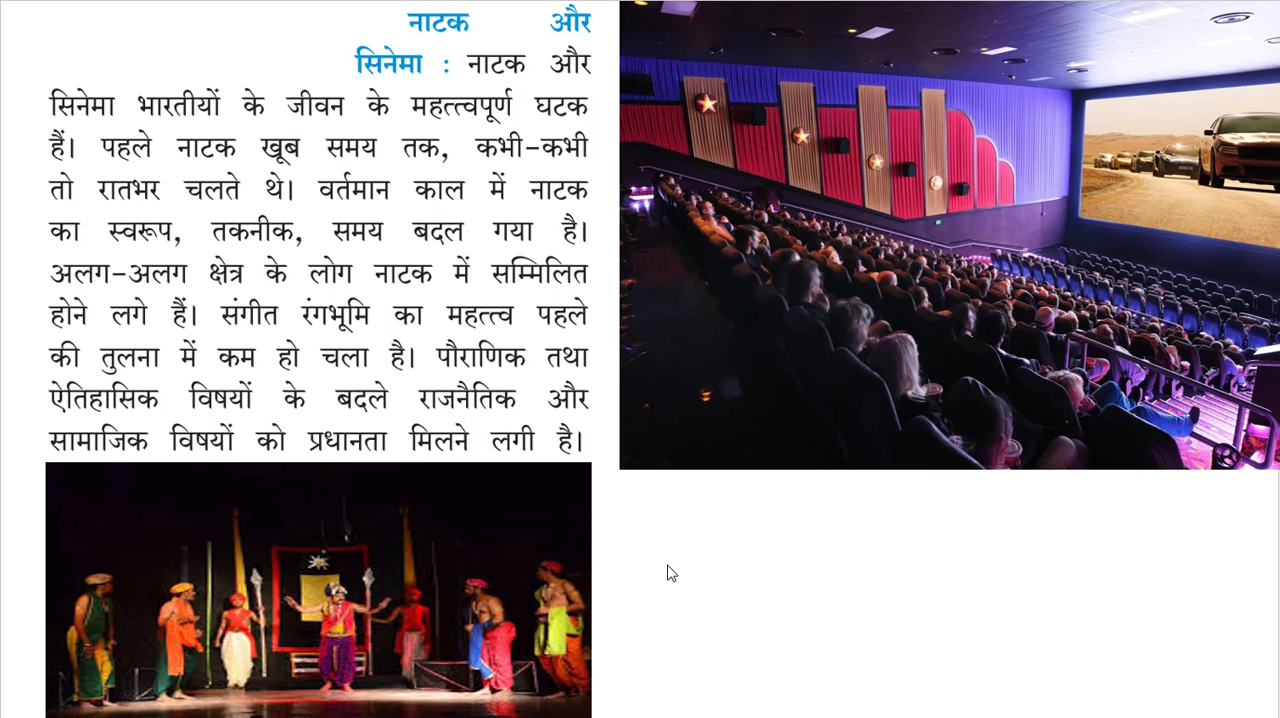 नाटक और
सिनेमा : नाटक और
सिनेमा भारतीयों के जीवन के महत्त्वपूर्ण घटक
हैं। पहले नाटक खूब समय तक, कभी-कभी
तो रातभर चलते थे। वर्तमान काल में नाटक
का स्वरूप, तकनीक, समय बदल गया है।
अलग-अलग क्षेत्र के लोग नाटक में सम्मिलित
होने लगे हैं। संगीत रंगभूमि का महत्त्व पहले
की तुलना में कम हो चला है। पौराणिक तथा
ऐतिहासिक विषयों के बदले राजनैतिक और
सामाजिक विषयों को प्रधानता मिलने लगी है।